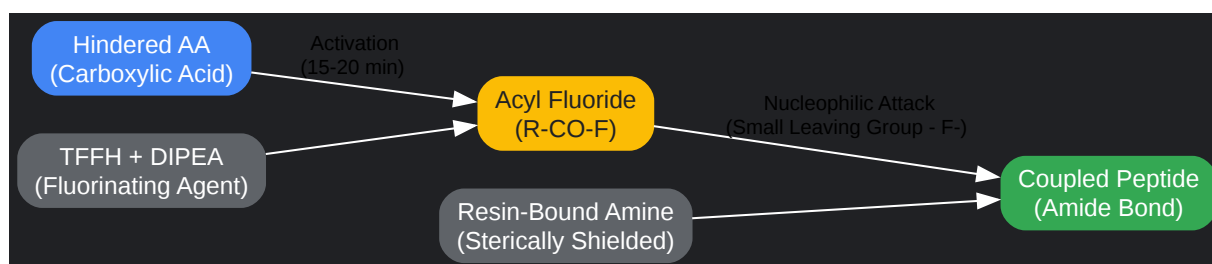 Hindered AA
(Carboxylic Acid)
Activation
(15-20 min)
TFFH + DIPEA
(Fluorinating Agent)
Acyl Fluoride
(R-CO-F)
Nucleophilic Attack
(Small Leaving Group - F-)
Resin-Bound Amine
(Sterically Shielded)
Coupled Peptide
(Amide Bond)